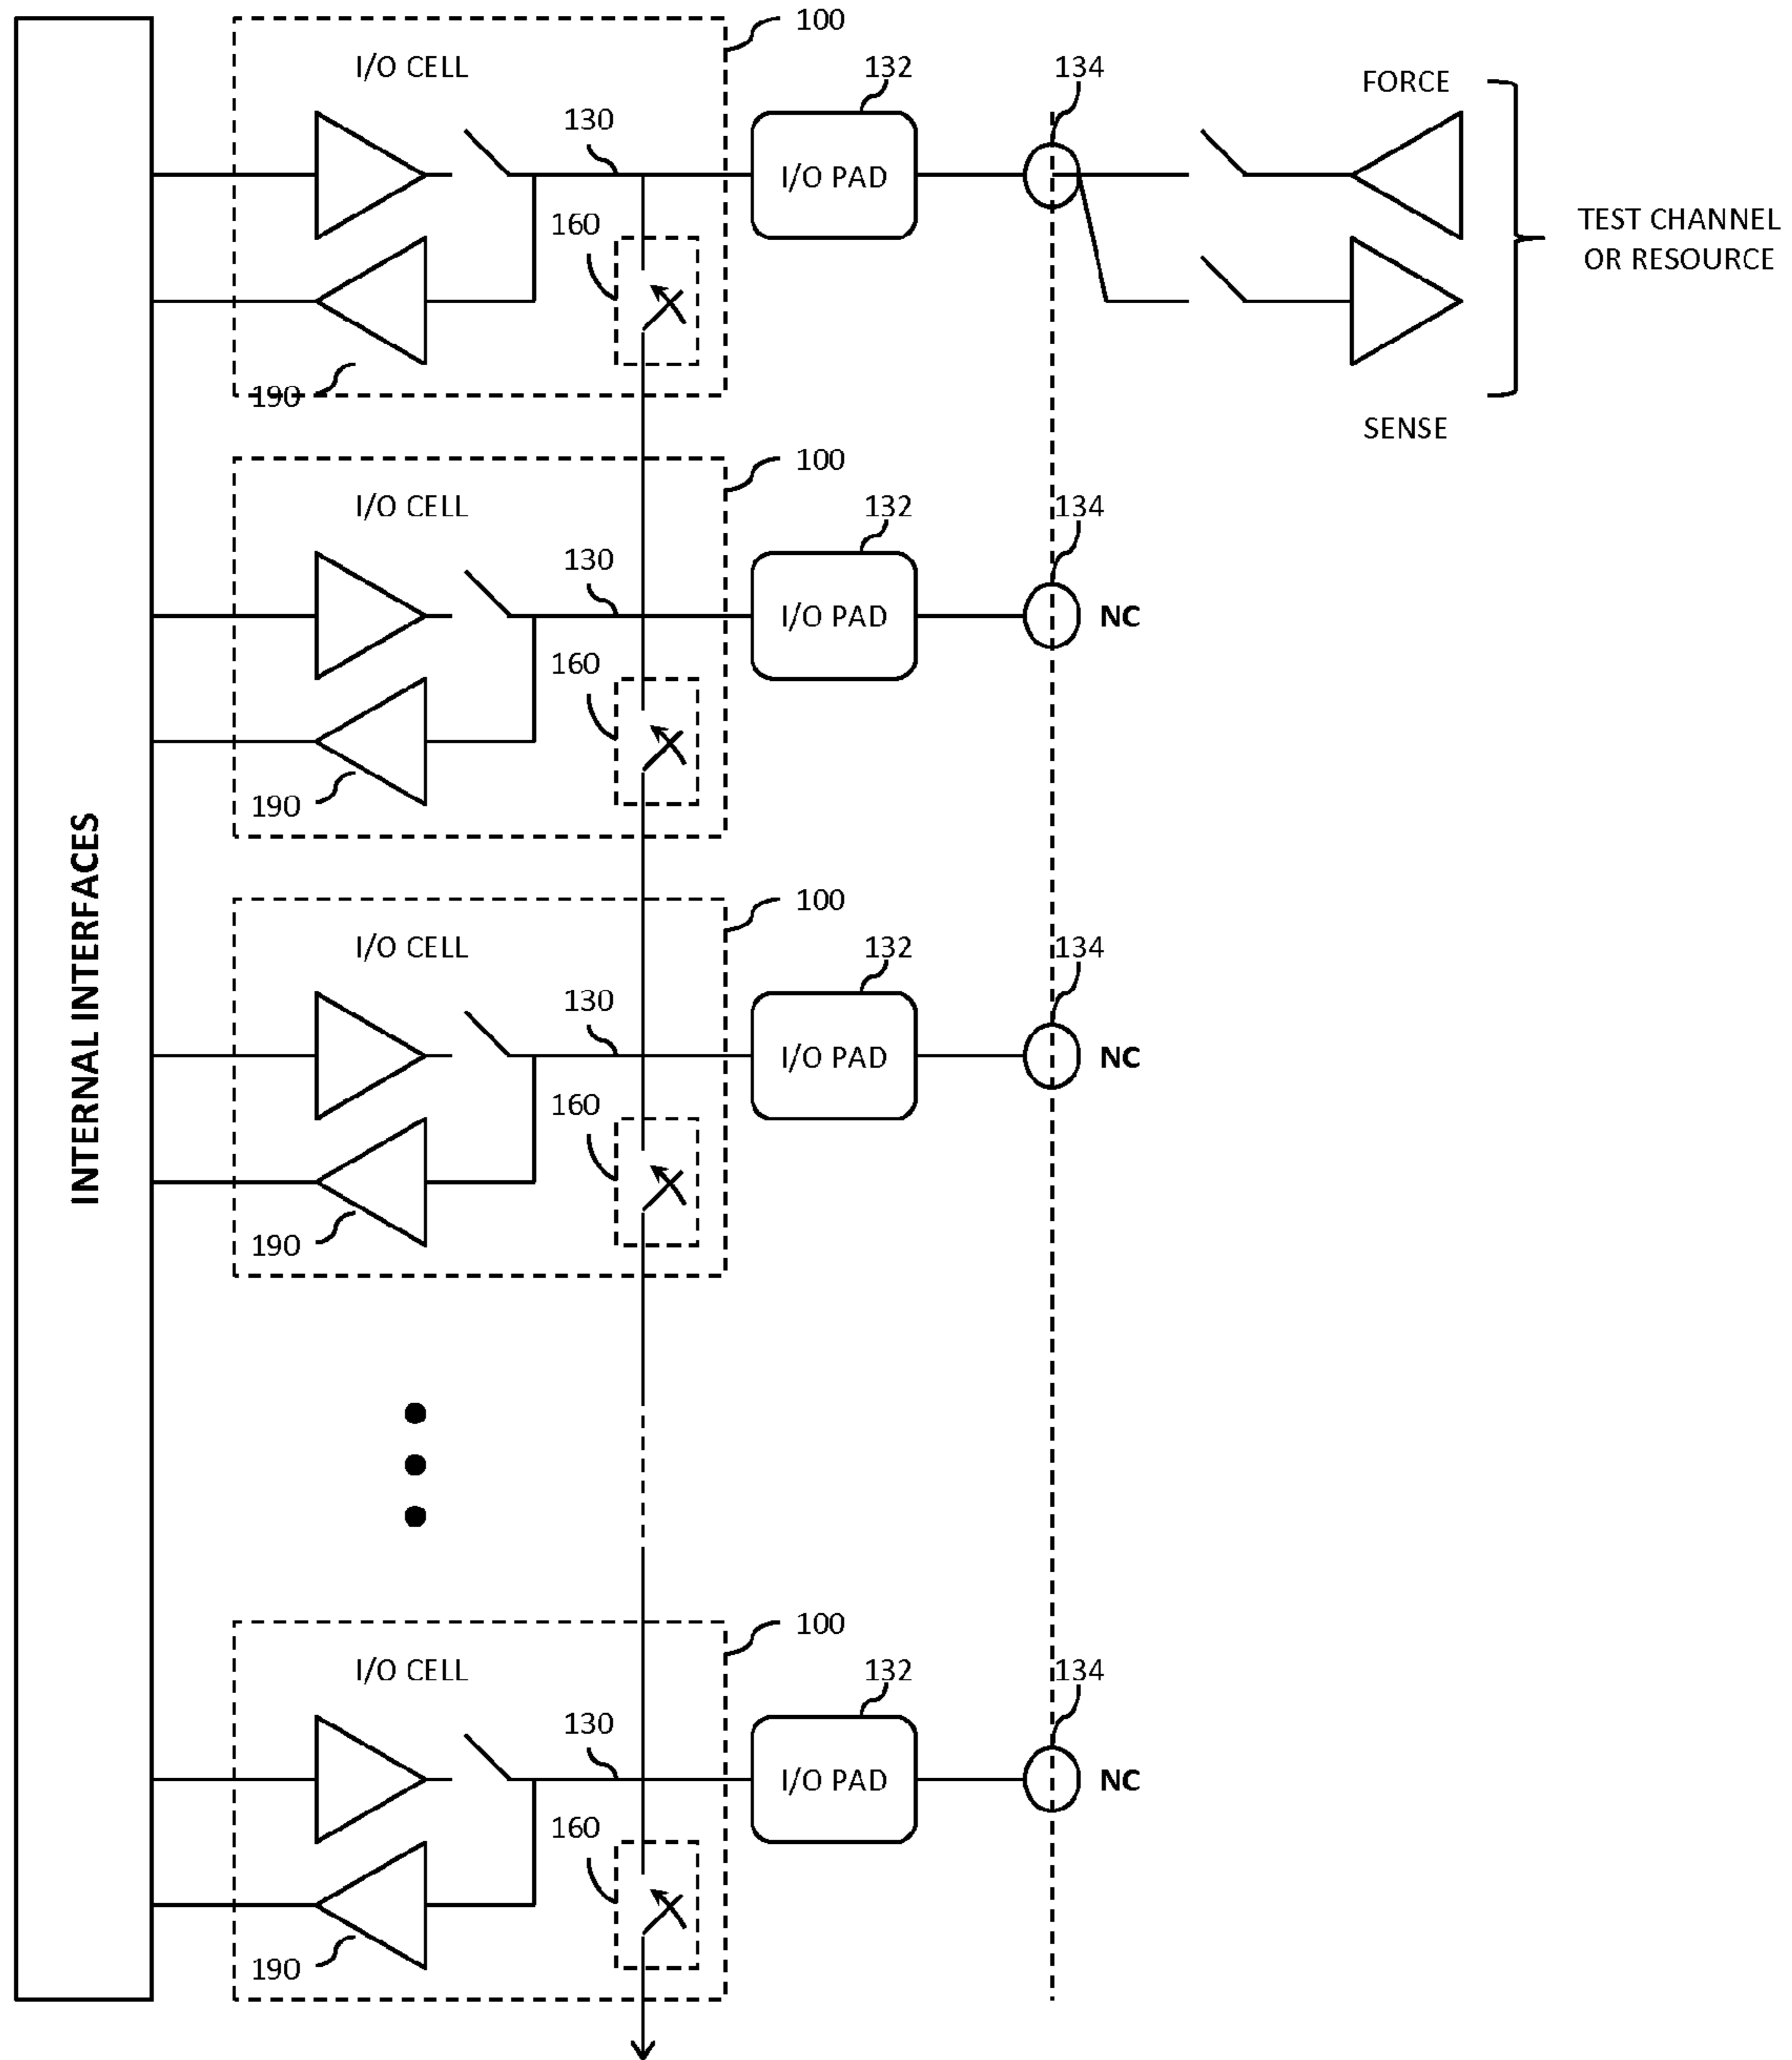 100
I/O CELL
132
134
FORCE
130
I/O PAD
160
TEST CHANNEL
OR RESOURCE
190
SENSE
100
I/O CELL
132
134
130
I/O PAD
NC
160
190
INTERNAL INTERFACES
100
I/O CELL
132
134
130
I/O PAD
NC
160
190
100
I/O CELL
132
134
130
I/O PAD
NC
160
190